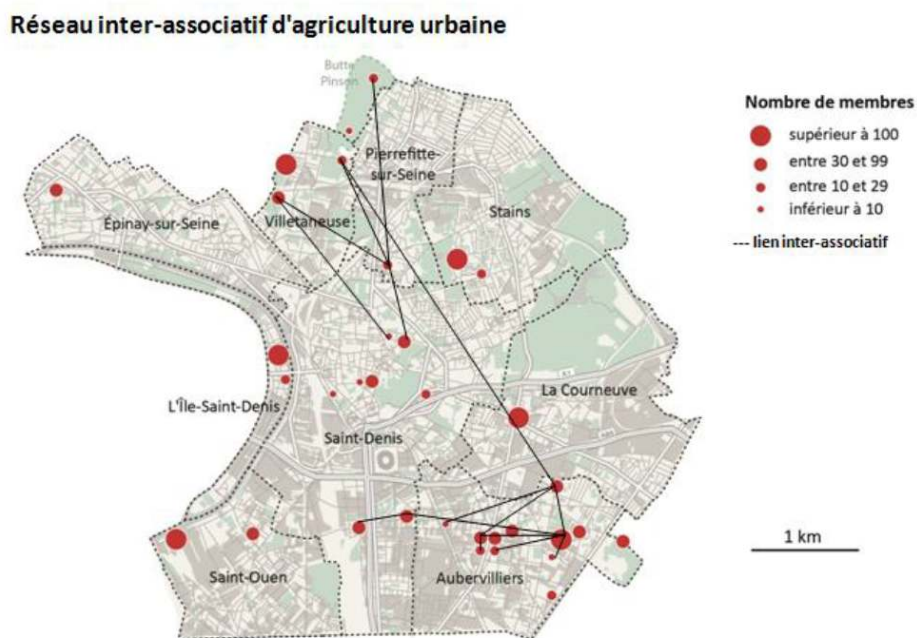 Réseau inter-associatif d'agriculture urbaine
Butte
Pinson
Pierrefitte-
sur-Seine
Épinay-sur-Seine
Villetaneuse
Stains
L'Île-Saint-Denis
La Courneuve
Saint-Denis
Saint-Ouen
Aubervilliers
Nombre de membres
supérieur à 100
entre 30 et 99
entre 10 et 29
inférieur à 10
--- lien inter-associatif
1 km